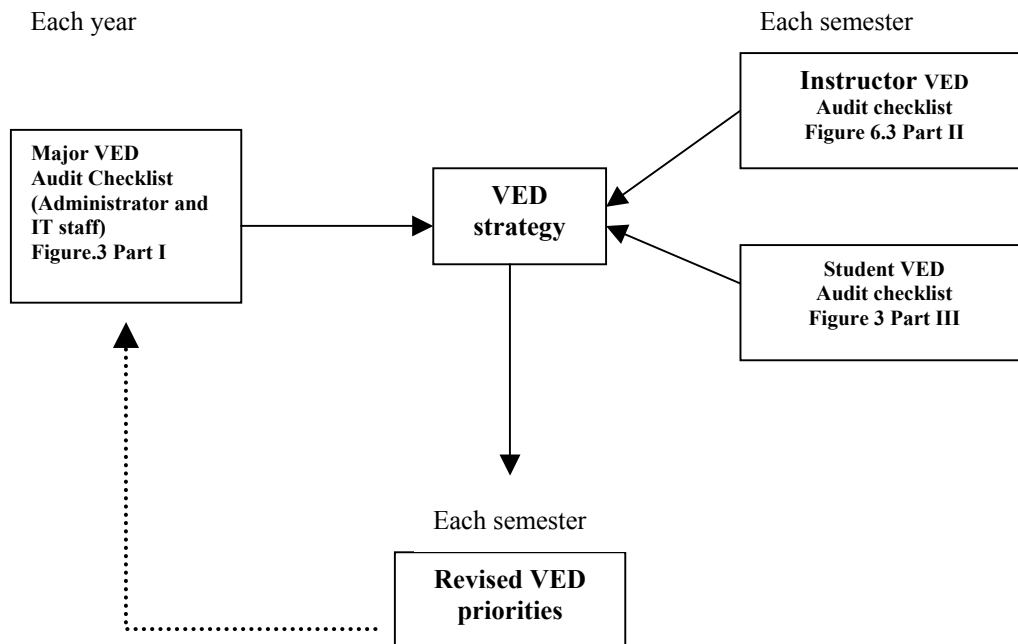 Each year
Each semester
Instructor VED
Audit checklist
Figure 6.3 Part II
Major VED
Audit Checklist
(Administrator and
IT staff)
Figure.3 Part I
VED
strategy
Student VED
Audit checklist
Figure 3 Part III
Each semester
Revised VED
priorities